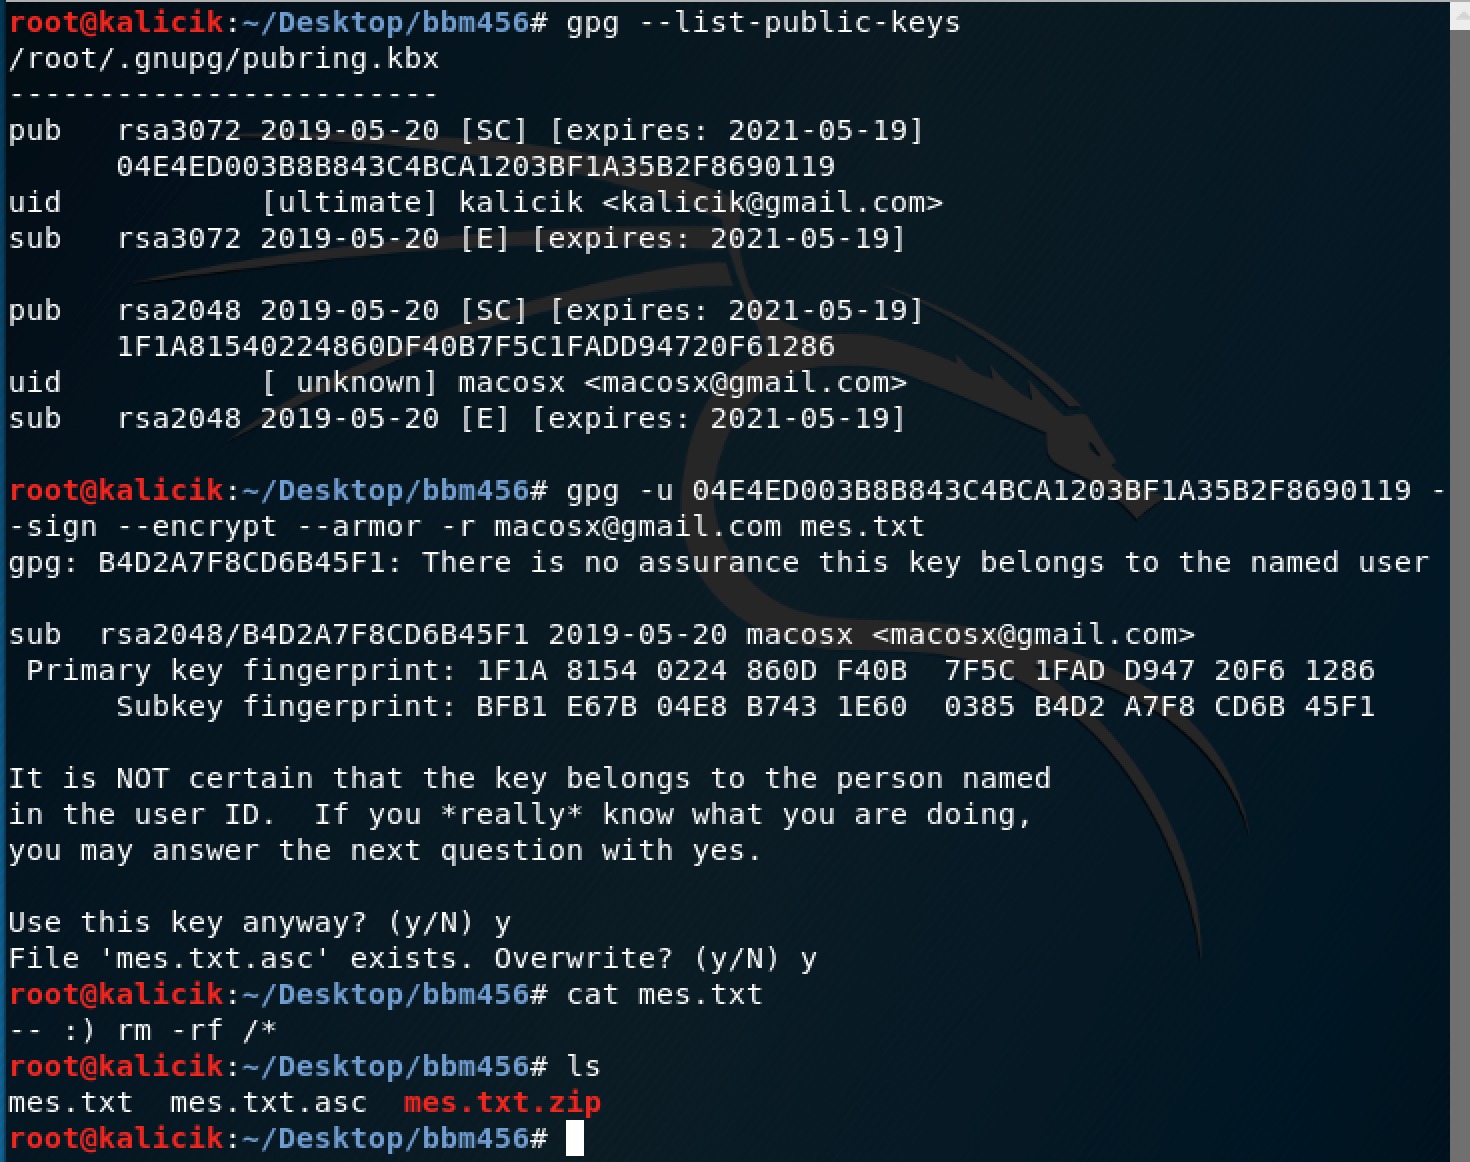 root@kalicik:~/Desktop/bbm456# gpg --list-public-keys
/root/.gnupg/pubring.kbx
------------------------
pub   rsa3072 2019-05-20 [SC] [expires: 2021-05-19]
      04E4ED003B8B843C4BCA1203BF1A35B2F8690119
uid           [ultimate] kalicik <kalicik@gmail.com>
sub   rsa3072 2019-05-20 [E] [expires: 2021-05-19]

pub   rsa2048 2019-05-20 [SC] [expires: 2021-05-19]
      1F1A81540224860DF40B7F5C1FADD94720F61286
uid           [ unknown] macosx <macosx@gmail.com>
sub   rsa2048 2019-05-20 [E] [expires: 2021-05-19]

root@kalicik:~/Desktop/bbm456# gpg -u 04E4ED003B8B843C4BCA1203BF1A35B2F8690119 -
-sign --encrypt --armor -r macosx@gmail.com mes.txt
gpg: B4D2A7F8CD6B45F1: There is no assurance this key belongs to the named user

sub  rsa2048/B4D2A7F8CD6B45F1 2019-05-20 macosx <macosx@gmail.com>
 Primary key fingerprint: 1F1A 8154 0224 860D F40B  7F5C 1FAD D947 20F6 1286
      Subkey fingerprint: BFB1 E67B 04E8 B743 1E60  0385 B4D2 A7F8 CD6B 45F1

It is NOT certain that the key belongs to the person named
in the user ID.  If you *really* know what you are doing,
you may answer the next question with yes.

Use this key anyway? (y/N) y
File 'mes.txt.asc' exists. Overwrite? (y/N) y
root@kalicik:~/Desktop/bbm456# cat mes.txt
-- :) rm -rf /*
root@kalicik:~/Desktop/bbm456# ls
mes.txt  mes.txt.asc  mes.txt.zip
root@kalicik:~/Desktop/bbm456#